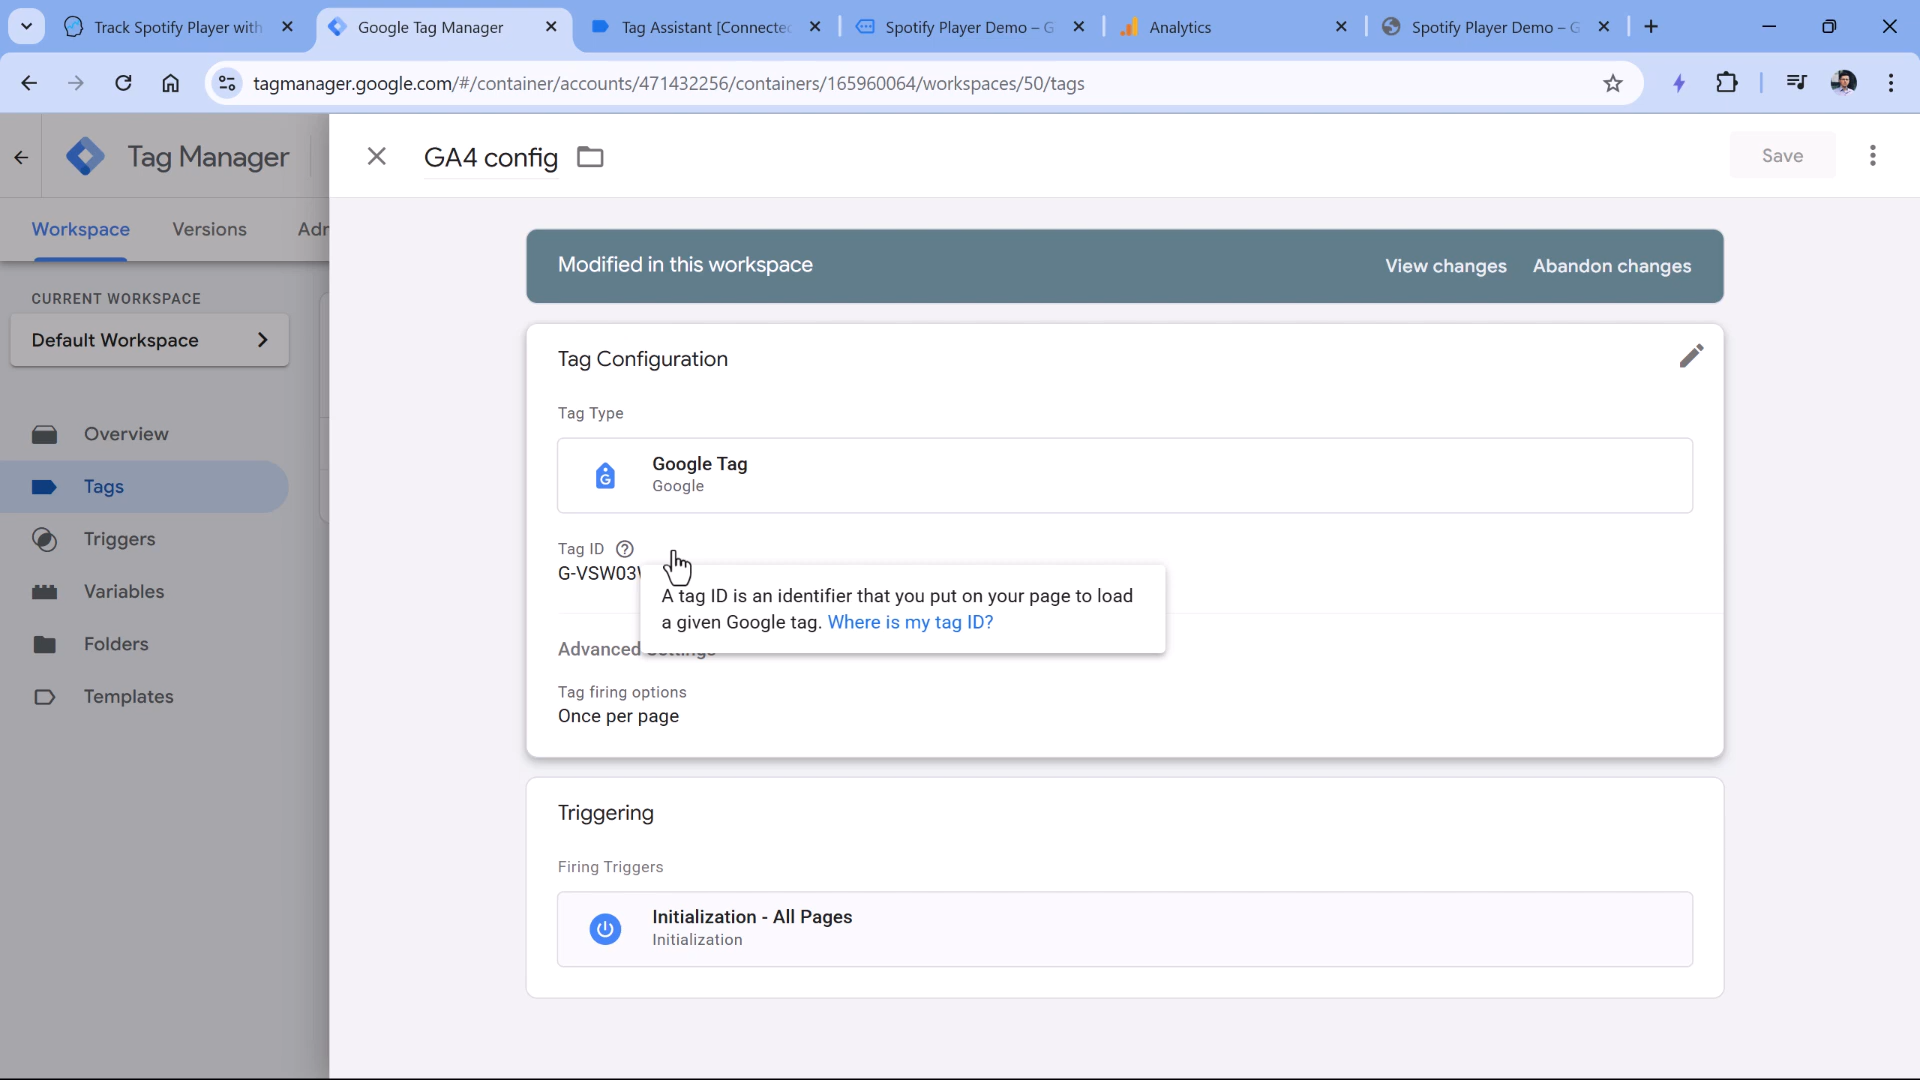 Track Spotify Player with
Google Tag Manager
Tag Assistant [Connected
Spotify Player Demo – G
Analytics
Spotify Player Demo – G
tagmanager.google.com/#/container/accounts/471432256/containers/165960064/workspaces/50/tags
Tag Manager
GA4 config
Save
Workspace
Versions
Modified in this workspace
View changes
Abandon changes
CURRENT WORKSPACE
Default Workspace
Overview
Tags
Triggers
Variables
Folders
Templates
Tag Configuration
Tag Type
Google Tag
Google
Tag ID
G-VSW03
A tag ID is an identifier that you put on your page to load
a given Google tag. Where is my tag ID?
Advanced Settings
Tag firing options
Once per page
Triggering
Firing Triggers
Initialization - All Pages
Initialization